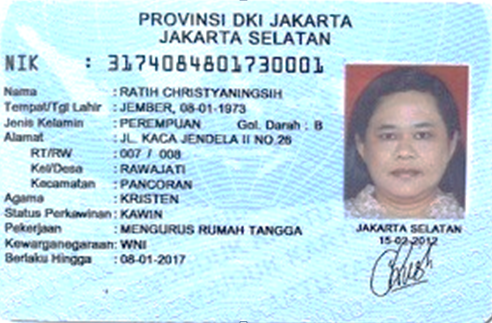 PROVINSI DKI JAKARTA
JAKARTA SELATAN
NIK : 3174084801730001
Nama : RATIH CHRISTYANINGSIH
Tempat/Tgl Lahir : JEMBER, 08-01-1973
Jenis Kelamin : PEREMPUAN Gol. Darah : B
Alamat : JL. KACA JENDELA II NO.26
RT/RW : 007 / 008
Kel/Desa : RAWAJATI
Kecamatan : PANCORAN
Agama : KRISTEN
Status Perkawinan : KAWIN
Pekerjaan : MENGURUS RUMAH TANGGA
Kewarganegaraan : WNI
Berlaku Hingga : 08-01-2017
JAKARTA SELATAN
15-02-2012